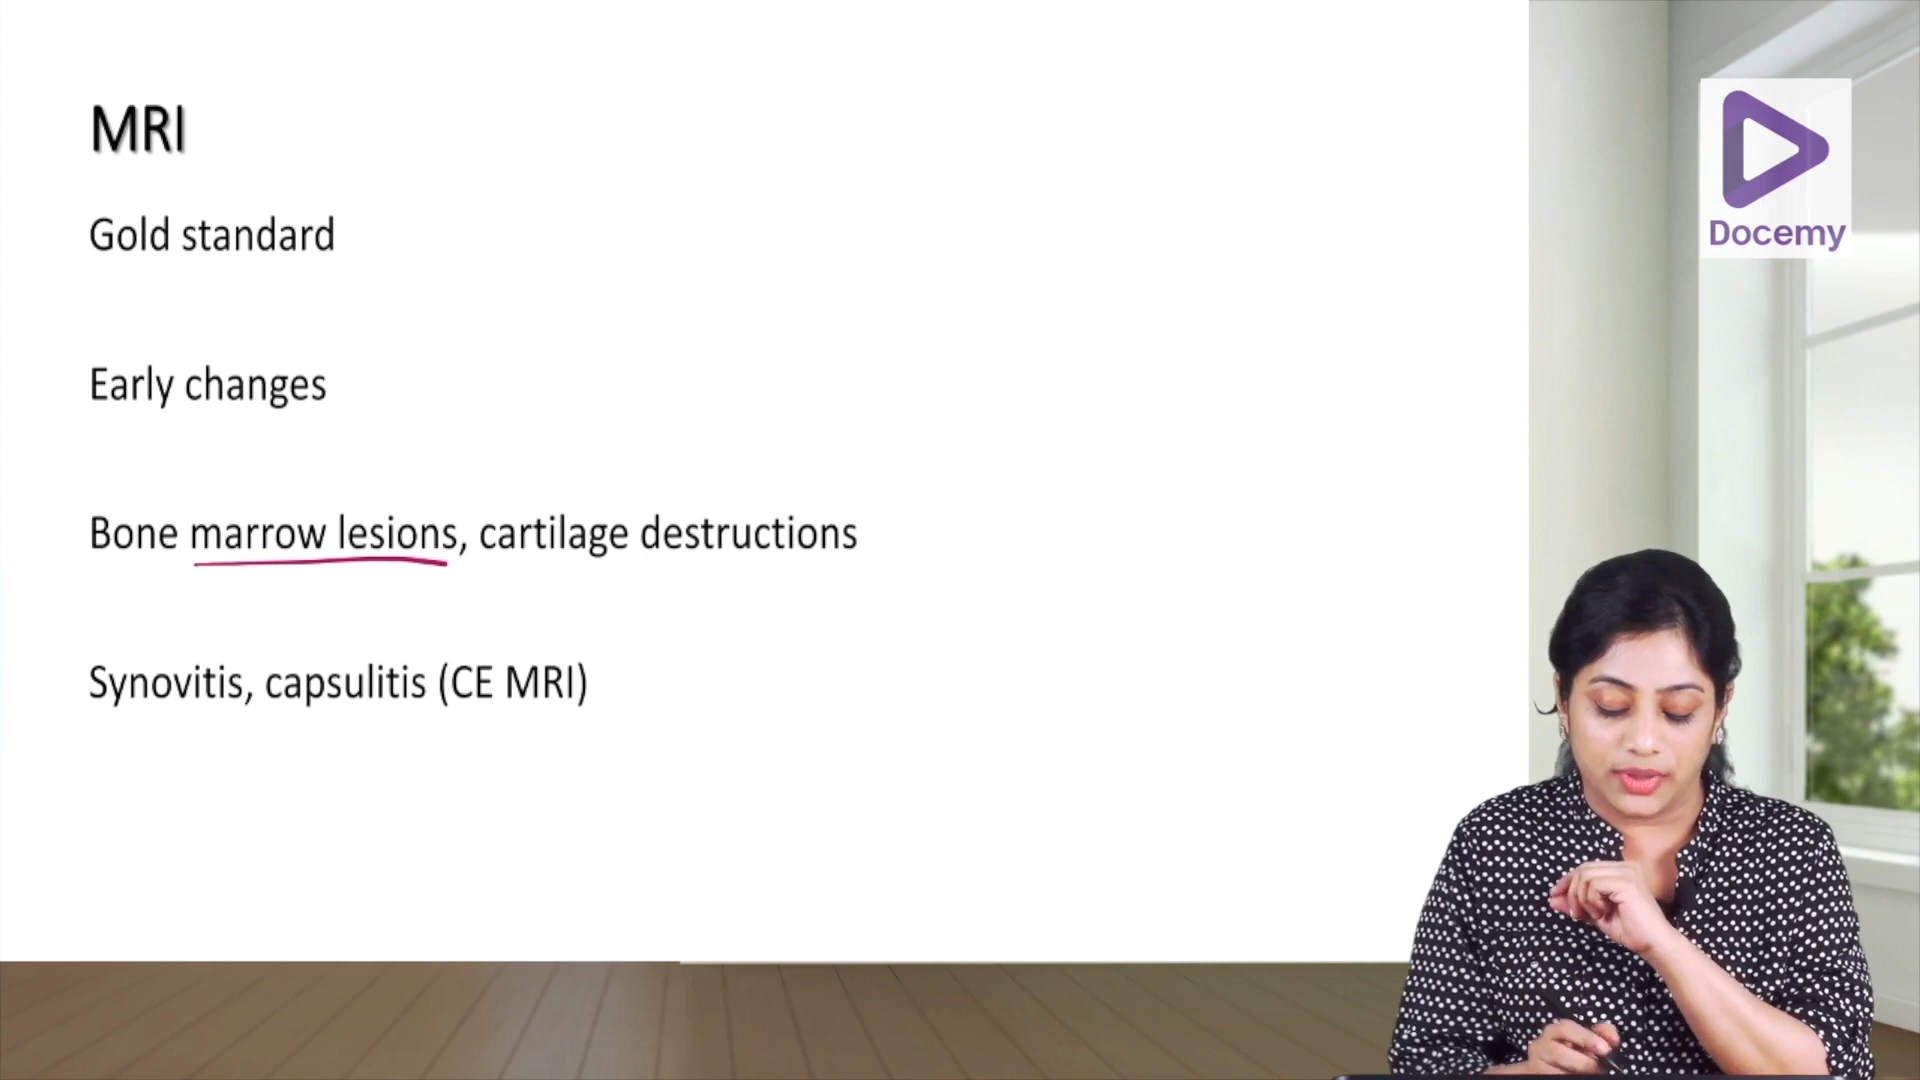 MRI
Gold standard
Early changes
Bone marrow lesions, cartilage destructions
Synovitis, capsulitis (CE MRI)
Docemy